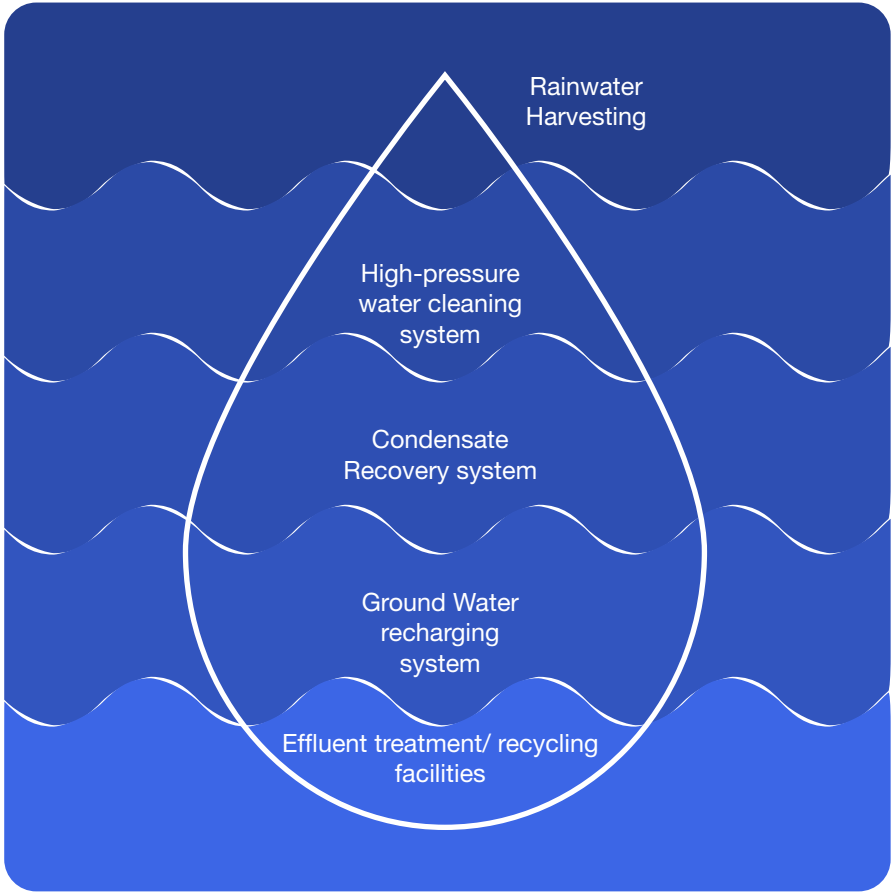 Rainwater
Harvesting
High-pressure
water cleaning
system
Condensate
Recovery system
Ground Water
recharging
system
Effluent treatment/ recycling
facilities